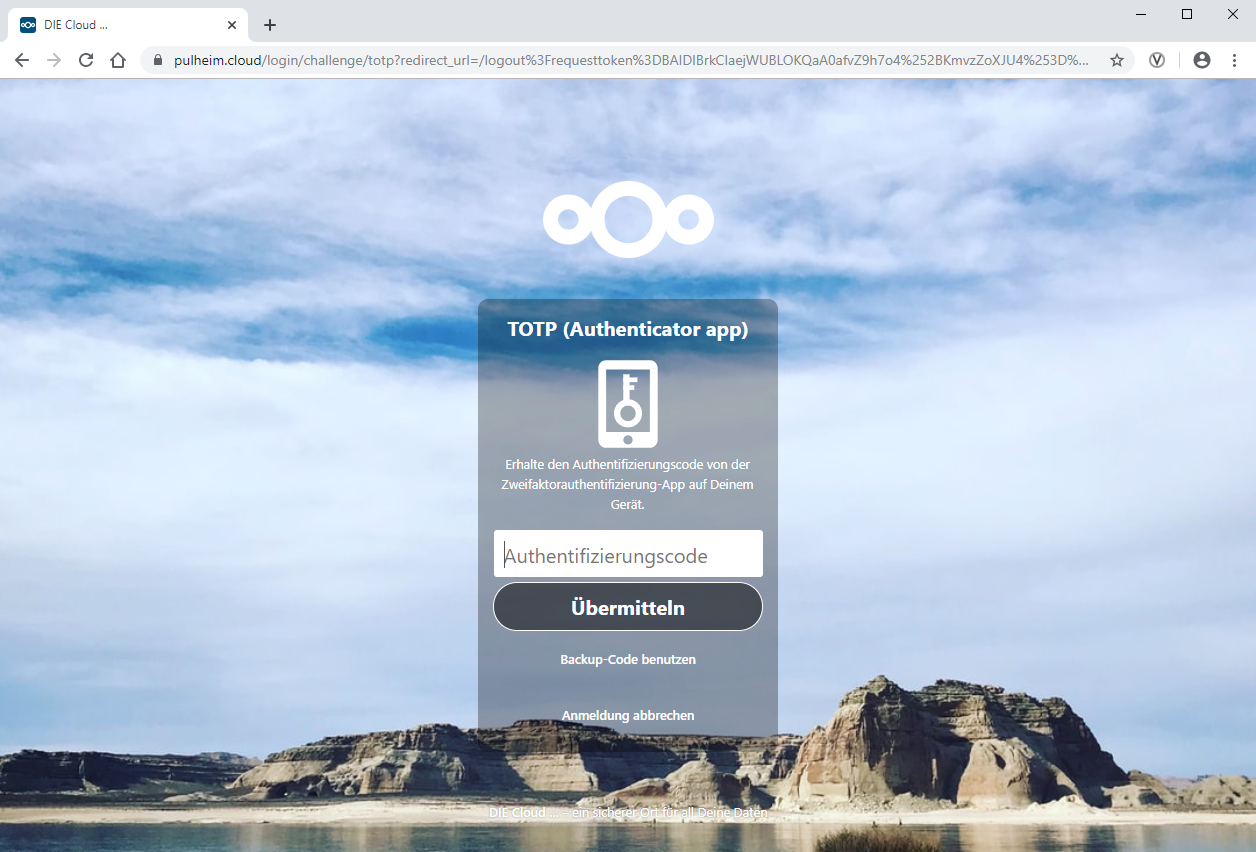 DIE Cloud ...
pulheim.cloud/login/challenge/totp?redirect_url=/logout%3Frequesttoken%3DBAIDIBrkClaejWUBLOKQaA0afvZ9h7o4%252BKmvzZoXJU4%253D%...
TOTP (Authenticator app)
Erhalte den Authentifizierungscode von der
Zweifaktorauthentifizierung-App auf Deinem
Gerät.
Authentifizierungscode
Übermitteln
Backup-Code benutzen
Anmeldung abbrechen
DIE Cloud ... – ein sicherer Ort für all Deine Daten